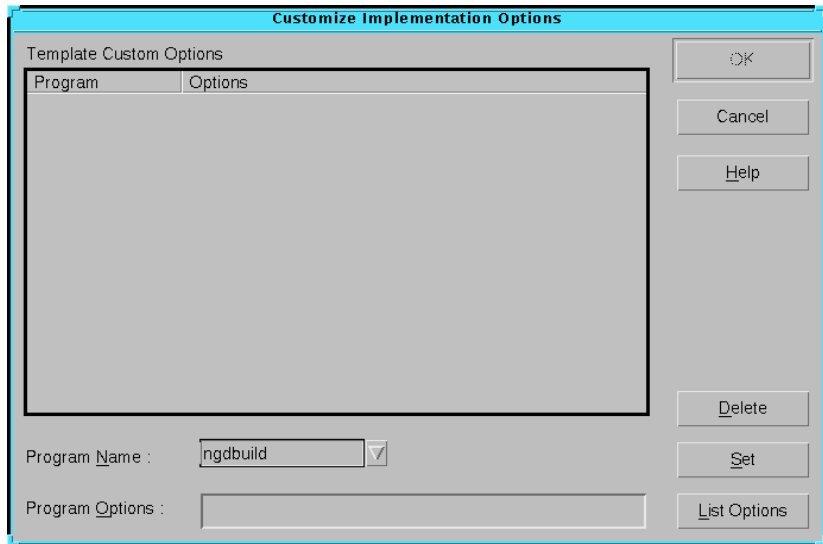 Customize Implementation Options
Template Custom Options
OK
Program Options
Cancel
Help
Delete
Program Name : ngdbuild
Set
Program Options :
List Options